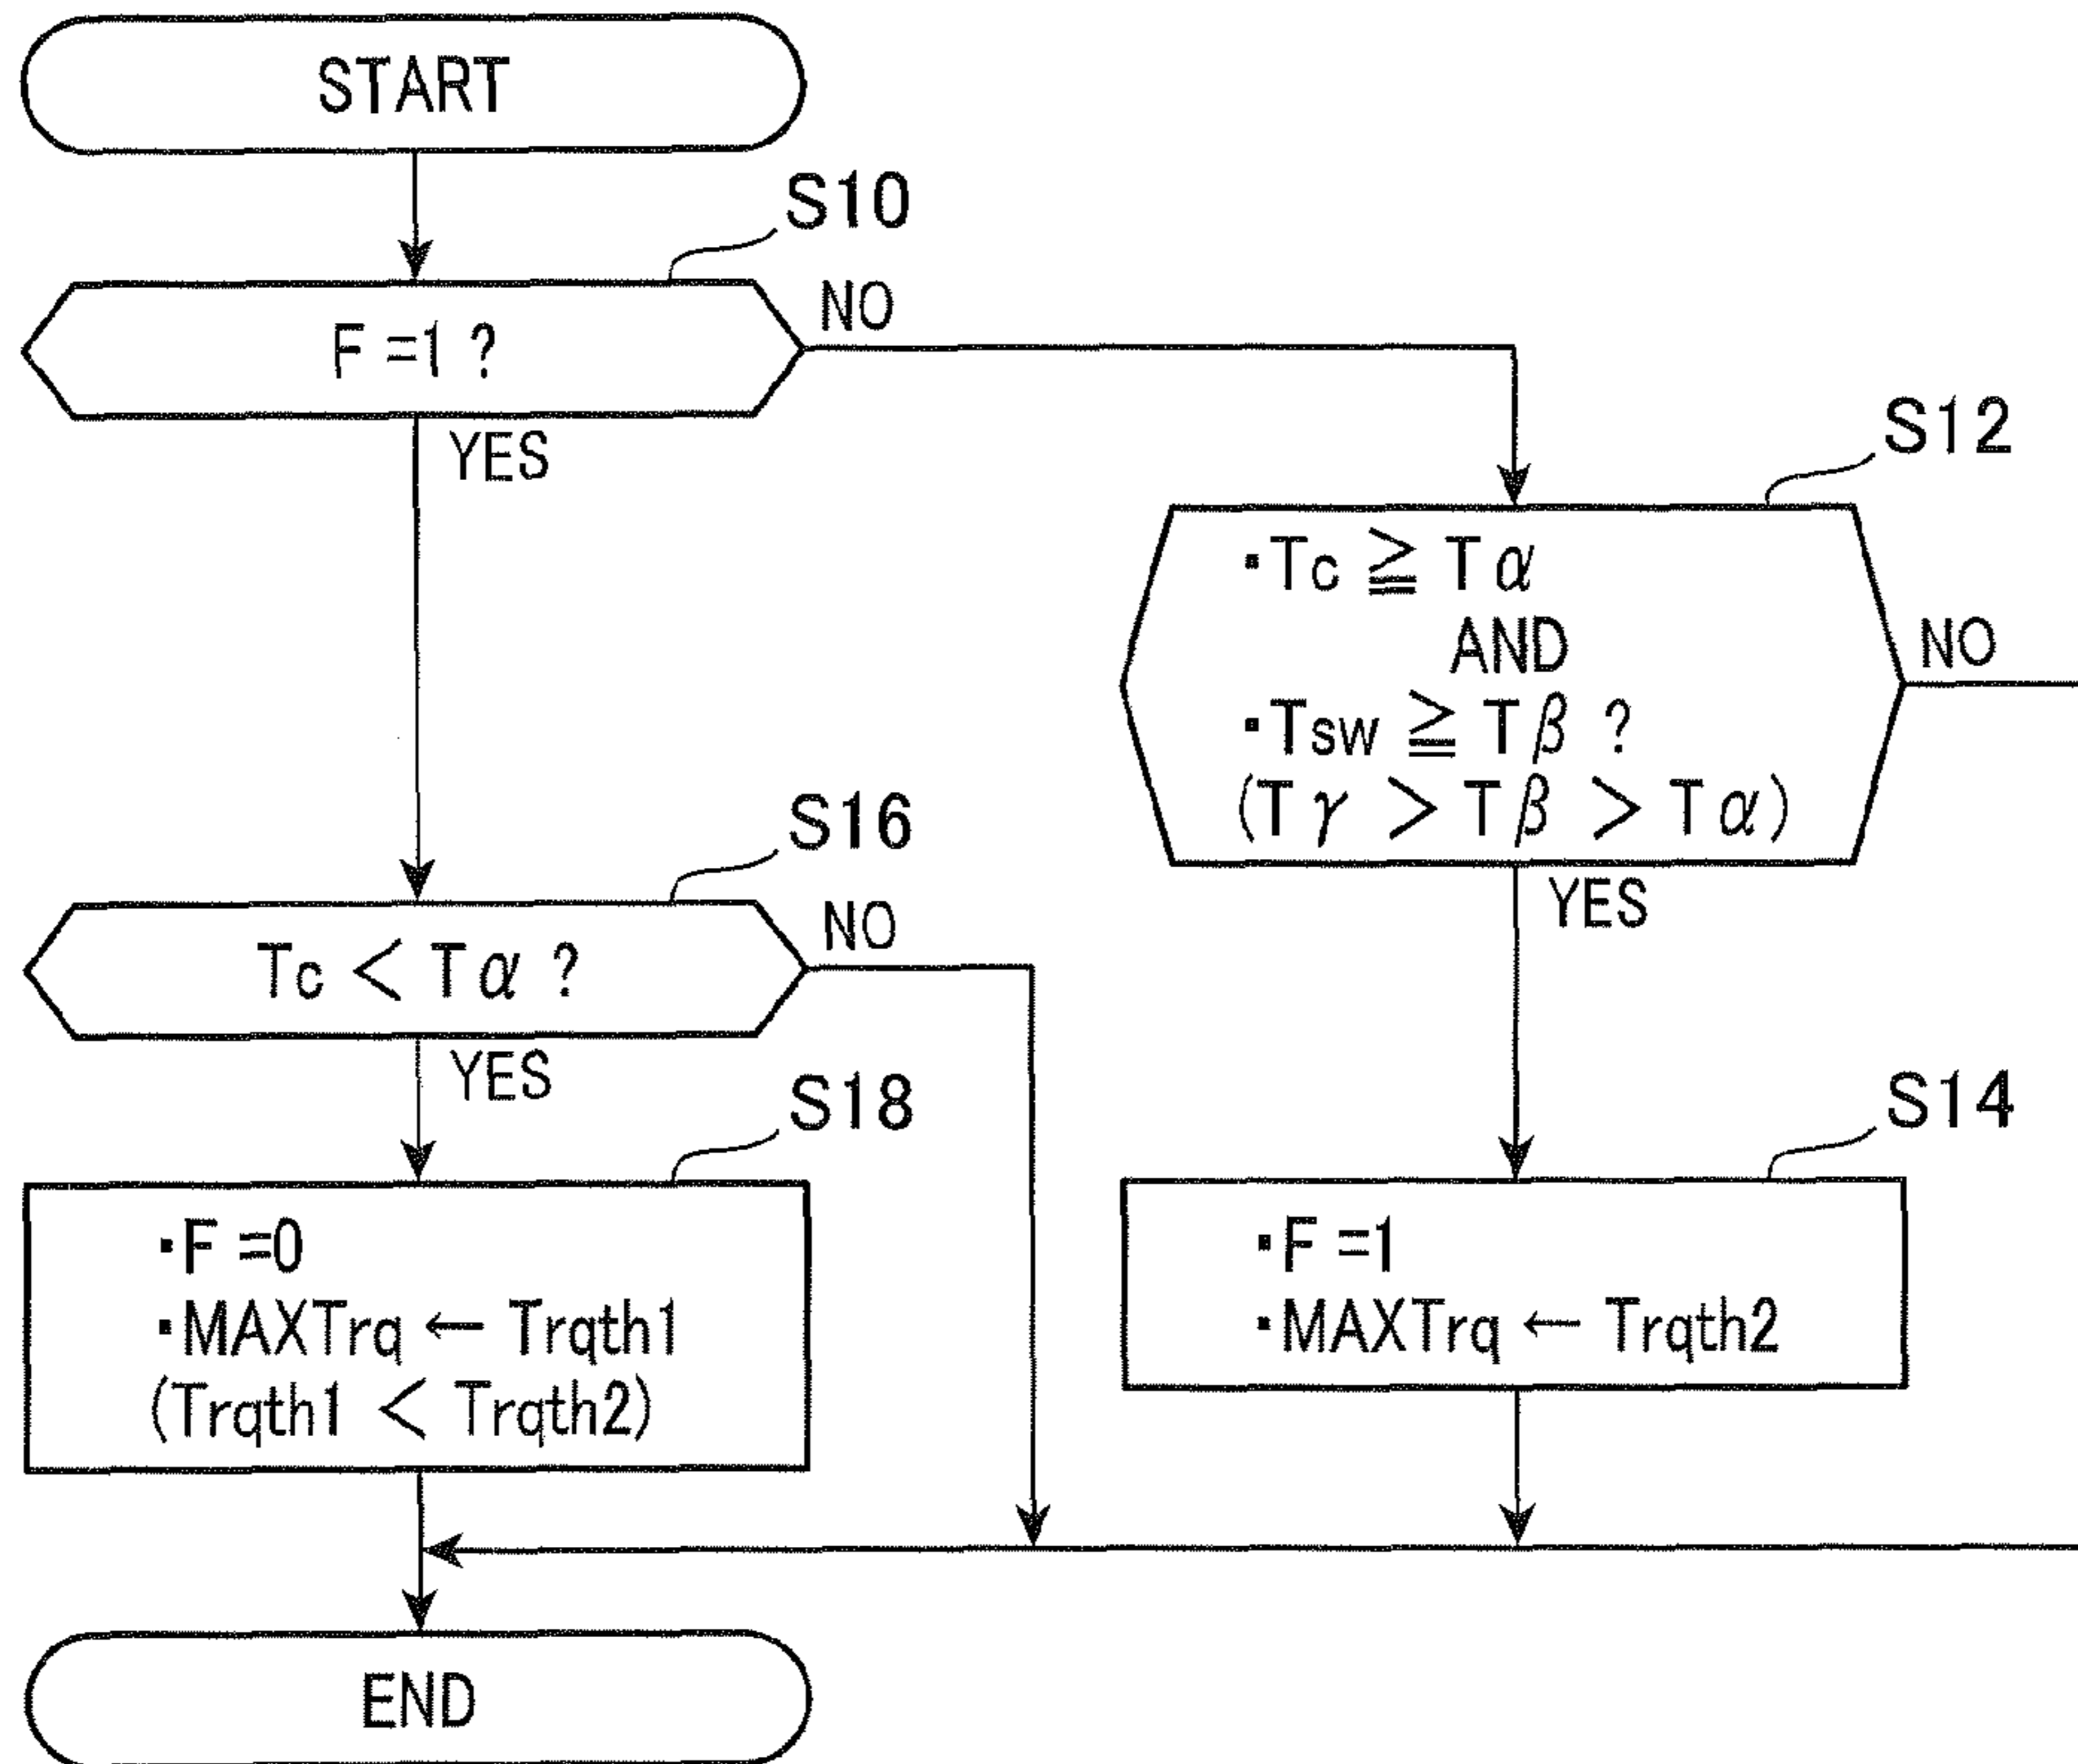 START
S10
F=1 ?
NO
YES
S12
・Tc ≧ Tα
AND
・Tsw ≧ Tβ ?
(Tγ > Tβ > Tα)
NO
YES
S16
Tc < Tα ?
NO
YES
S18
・F=0
・MAXTrq ← Trqth1
(Trqth1 < Trqth2)
S14
・F=1
・MAXTrq ← Trqth2
END